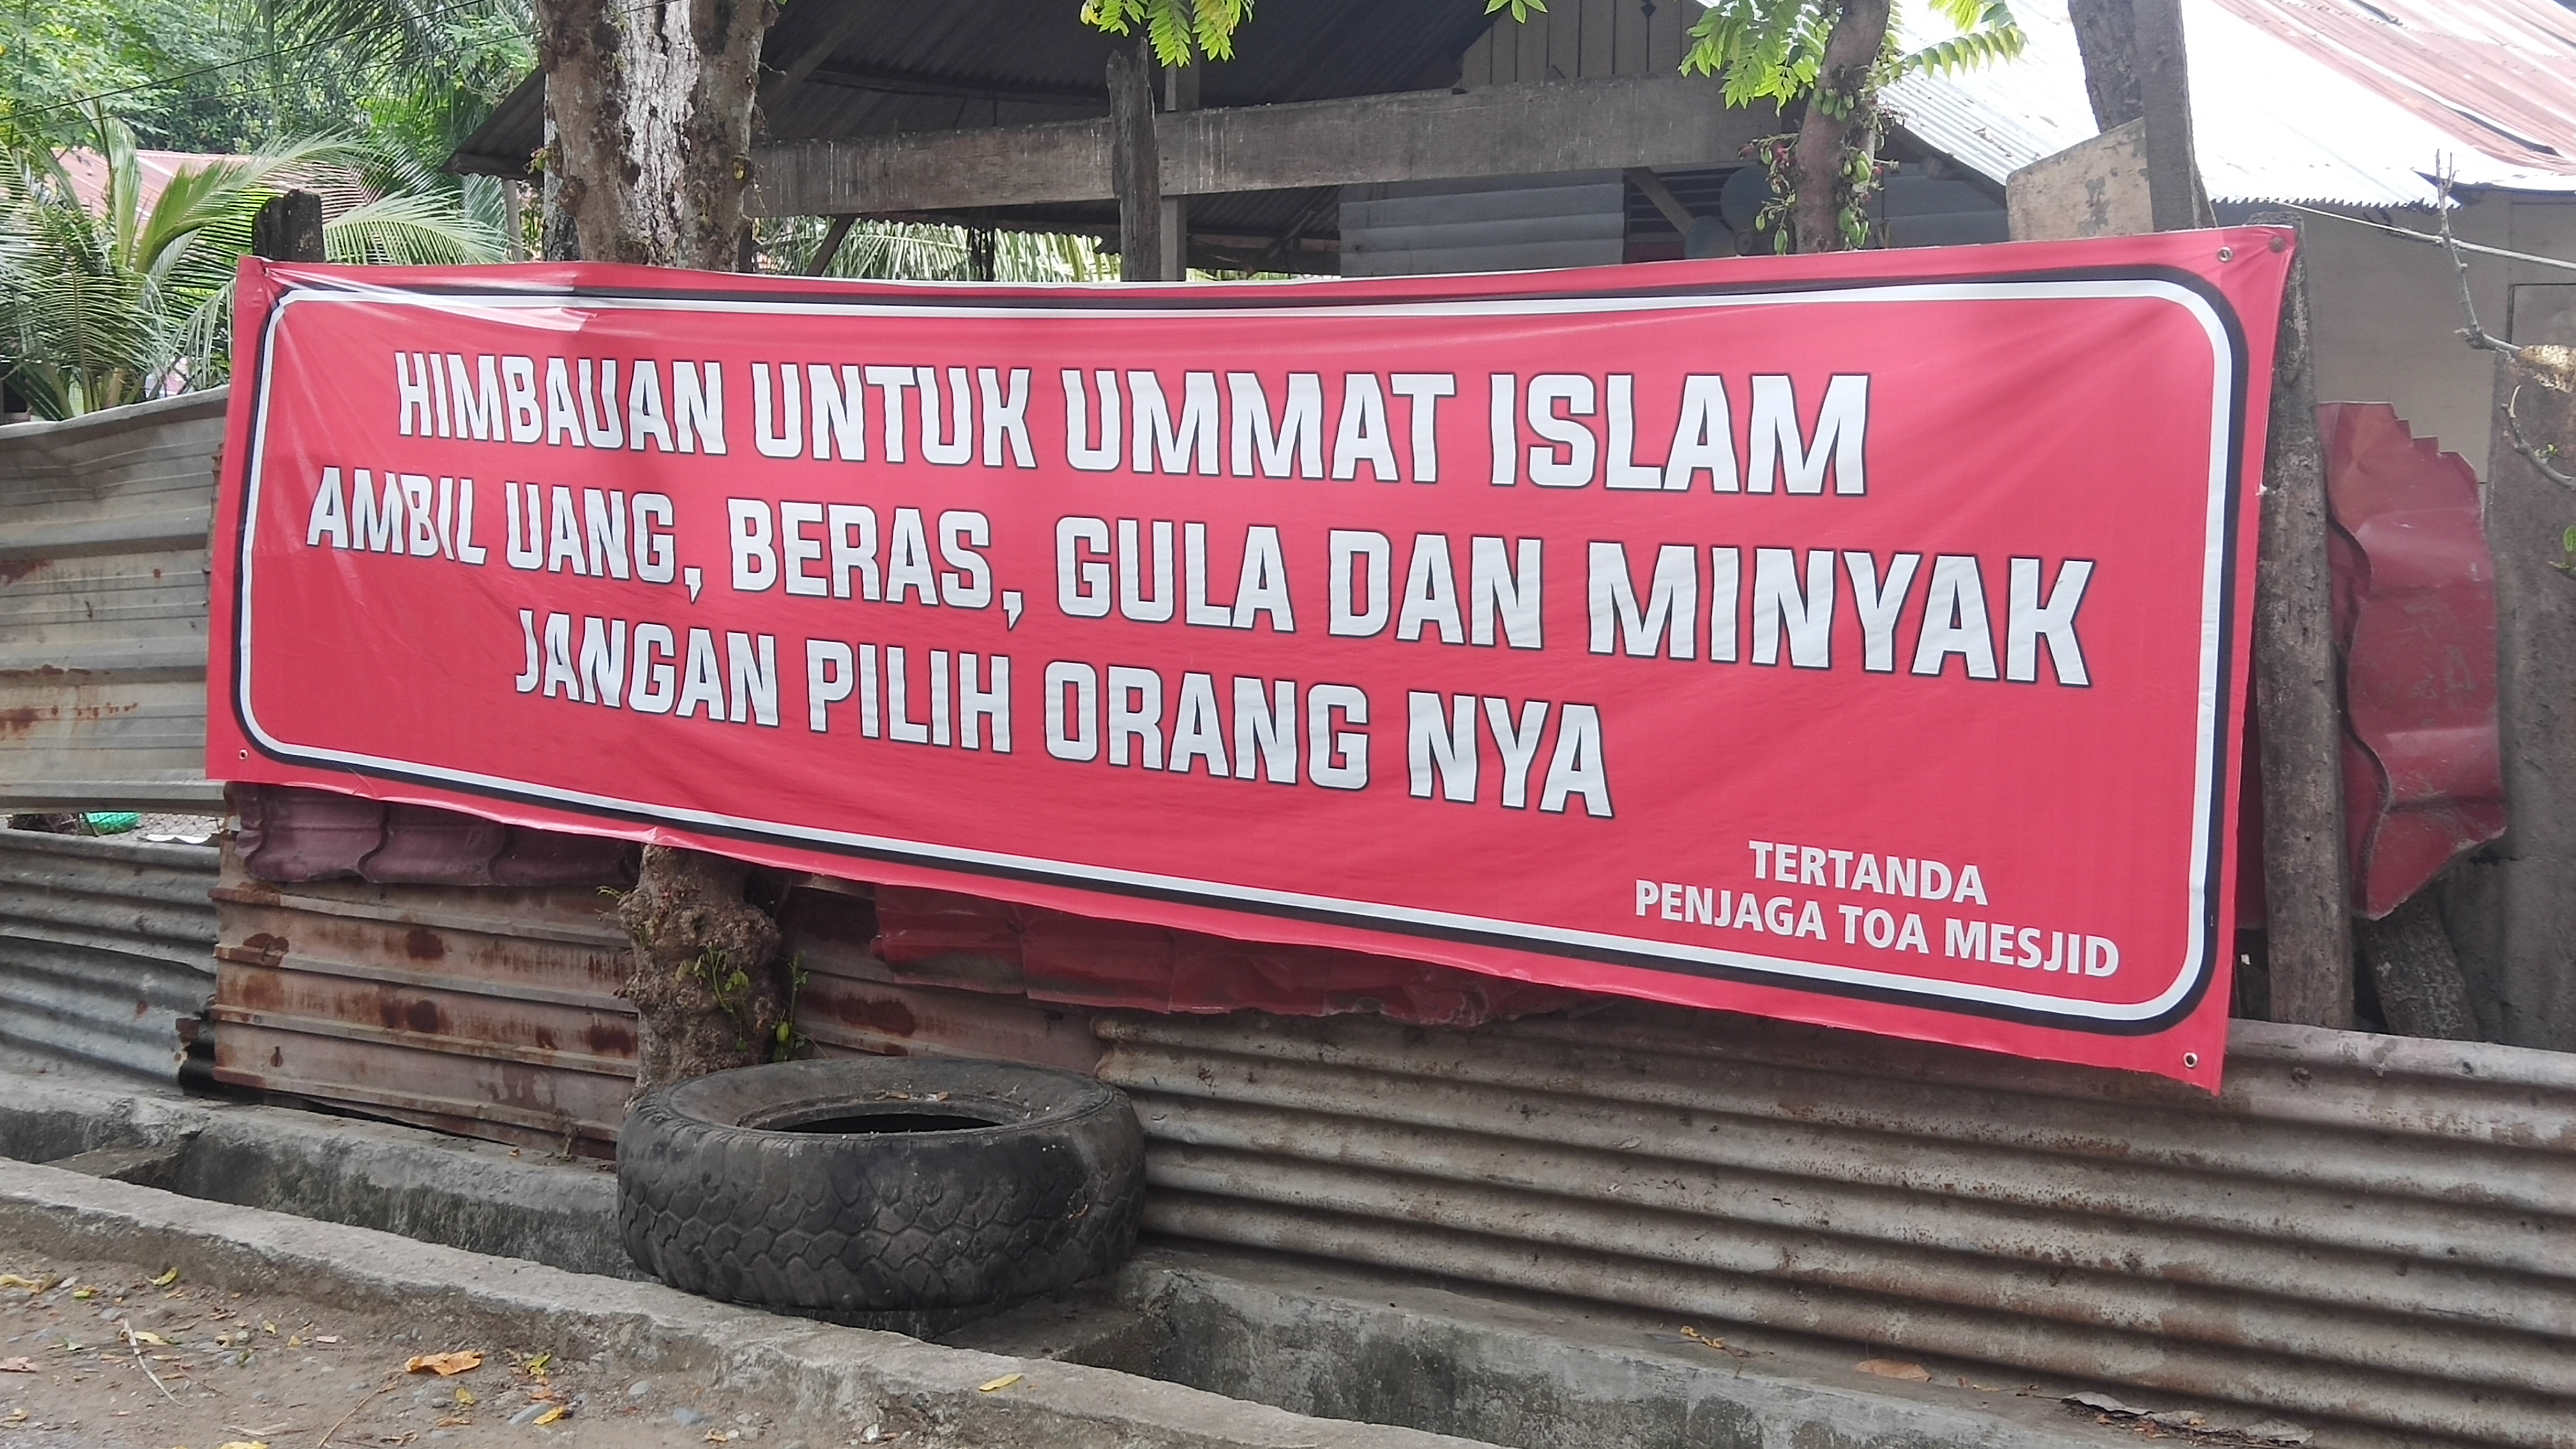 HIMBAUAN UNTUK UMMAT ISLAM
AMBIL UANG, BERAS, GULA DAN MINYAK
JANGAN PILIH ORANG NYA
TERTANDA
PENJAGA TOA MESJID